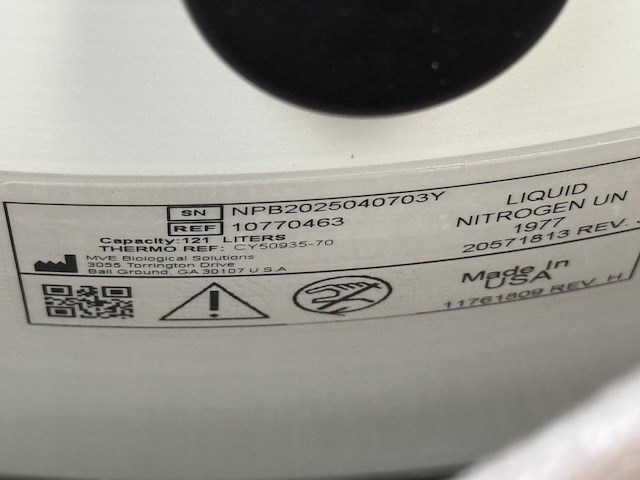 SN NPB2025040703Y
REF 10770463
Capacity: 121 LITERS
THERMO REF: CY50935-70
MVE Biological Solutions
3055 Torrington Drive
Ball Ground, GA 30107 U S A
LIQUID
NITROGEN UN
1977
20571813 REV.
Made In
USA
11761809 REV H